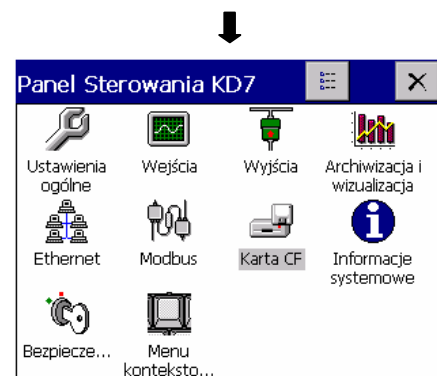 Panel Sterowania KD7
Ustawienia ogólne
Wejścia
Wyjścia
Archiwizacja i wizualizacja
Ethernet
Modbus
Karta CF
Informacje systemowe
Bezpiecze...
Menu konteksto...